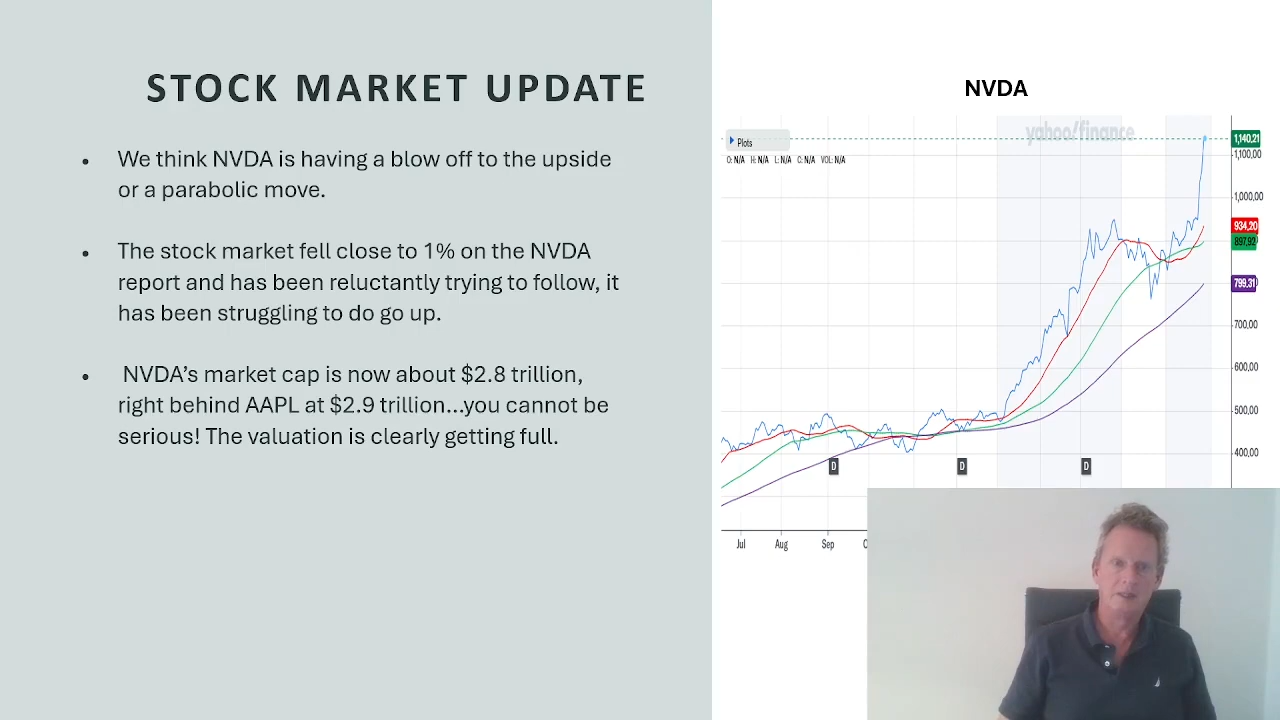 STOCK MARKET UPDATE
• We think NVDA is having a blow off to the upside
or a parabolic move.
• The stock market fell close to 1% on the NVDA
report and has been reluctantly trying to follow, it
has been struggling to do go up.
• NVDA’s market cap is now about $2.8 trillion,
right behind AAPL at $2.9 trillion...you cannot be
serious! The valuation is clearly getting full.
NVDA
yahoo!finance
Plots
O: N/A H: N/A L: N/A C: N/A VOL: N/A
1,140,21
1,100,00
1,000,00
934,20
897,92
799,31
700,00
600,00
500,00
400,00
D D D
Jul Aug Sep